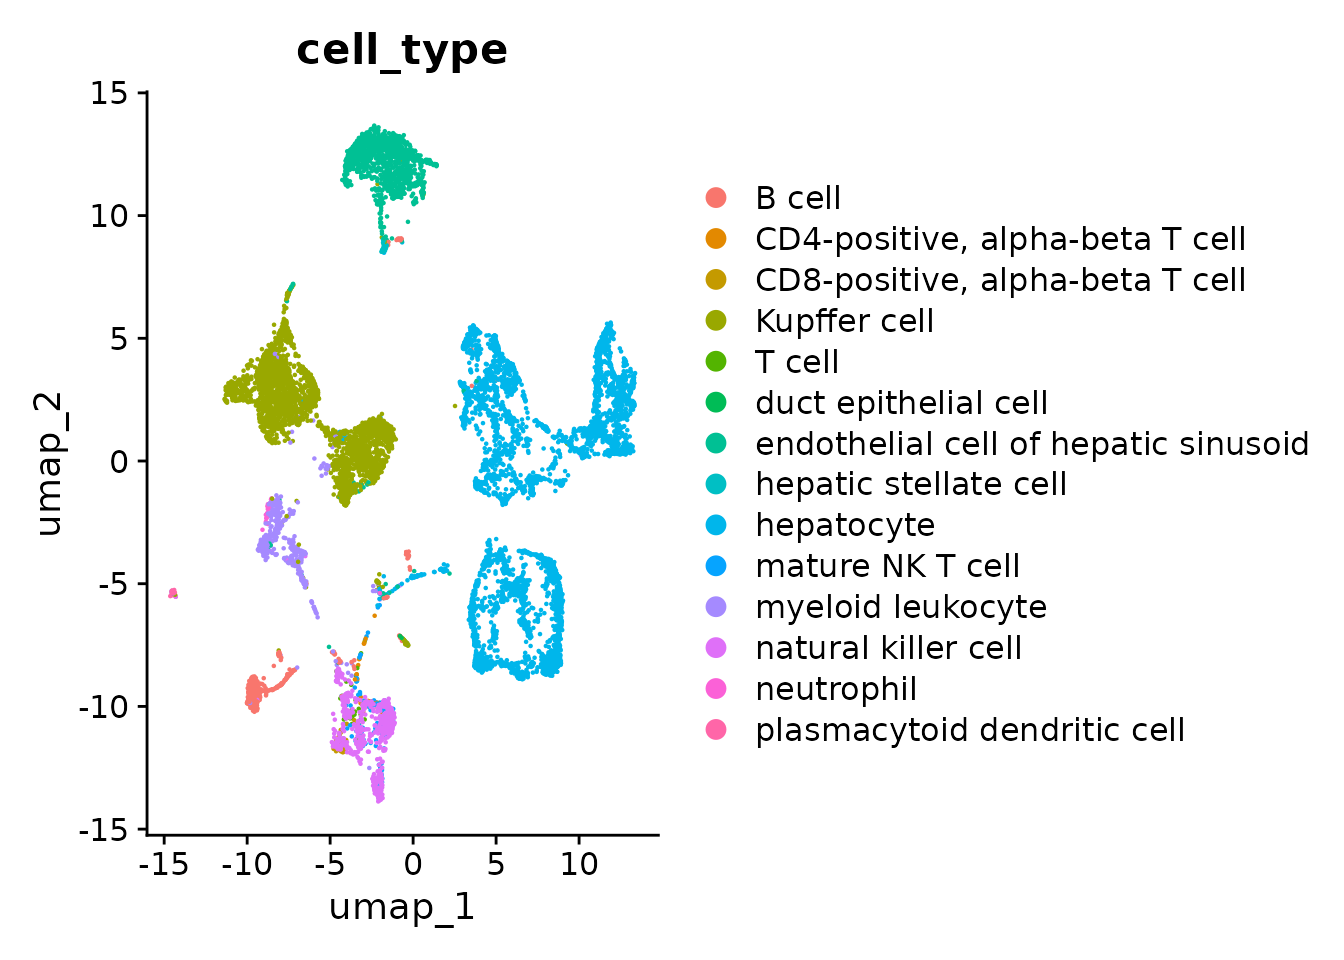 cell_type
15
10
5
0
-5
-10
-15
umap_2
-15 -10 -5 0 5 10
umap_1
B cell
CD4-positive, alpha-beta T cell
CD8-positive, alpha-beta T cell
Kupffer cell
T cell
duct epithelial cell
endothelial cell of hepatic sinusoid
hepatic stellate cell
hepatocyte
mature NK T cell
myeloid leukocyte
natural killer cell
neutrophil
plasmacytoid dendritic cell